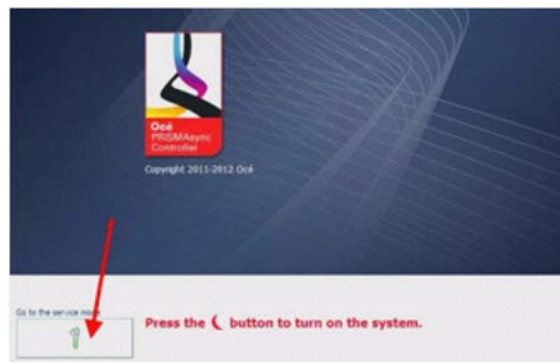 Océ
PRISMAsync
Controller
Copyright 2011-2012 Océ
Go to the service mode
Press the button to turn on the system.